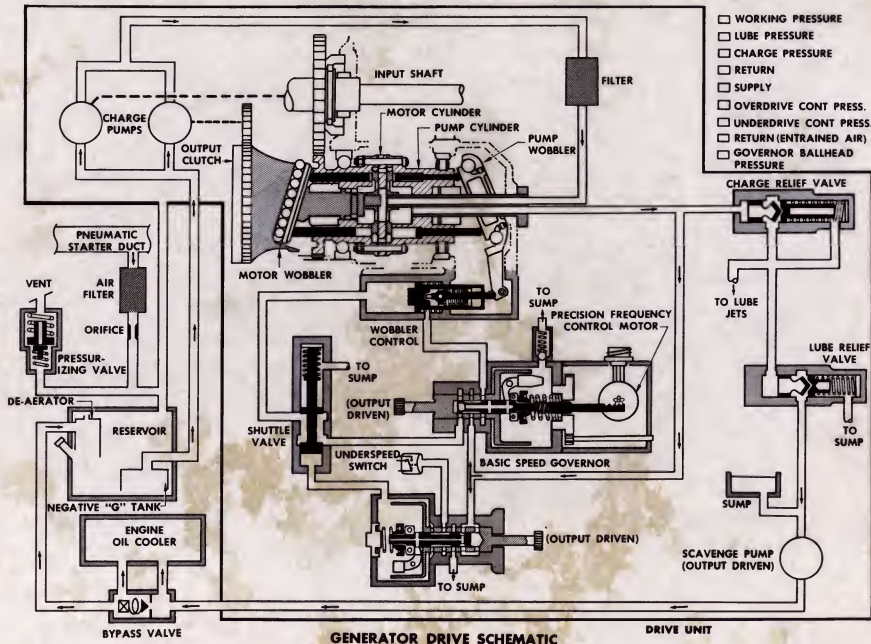 WORKING PRESSURE
LUBE PRESSURE
CHARGE PRESSURE
RETURN
SUPPLY
OVERDRIVE CONT PRESS.
UNDERDRIVE CONT PRESS.
RETURN (ENTRAINED AIR)
GOVERNOR BALLHEAD
PRESSURE
INPUT SHAFT
FILTER
MOTOR CYLINDER
PUMP CYLINDER
PUMP
WOBBLER
CHARGE
PUMPS
OUTPUT
CLUTCH
MOTOR WOBBLER
CHARGE RELIEF VALVE
PNEUMATIC
STARTER DUCT
AIR
FILTER
VENT
ORIFICE
PRESSUR-
IZING VALVE
TO LUBE
JETS
WOBBLER
CONTROL
TO
SUMP
PRECISION FREQUENCY
CONTROL MOTOR
LUBE RELIEF
VALVE
TO
SUMP
DE-AERATOR
RESERVOIR
NEGATIVE "G" TANK
TO
SUMP
SHUTTLE
VALVE
(OUTPUT
DRIVEN)
UNDERSPEED
SWITCH
BASIC SPEED GOVERNOR
SUMP
ENGINE
OIL COOLER
(OUTPUT DRIVEN)
TO SUMP
SCAVENGE PUMP
(OUTPUT DRIVEN)
BYPASS VALVE
DRIVE UNIT
GENERATOR DRIVE SCHEMATIC